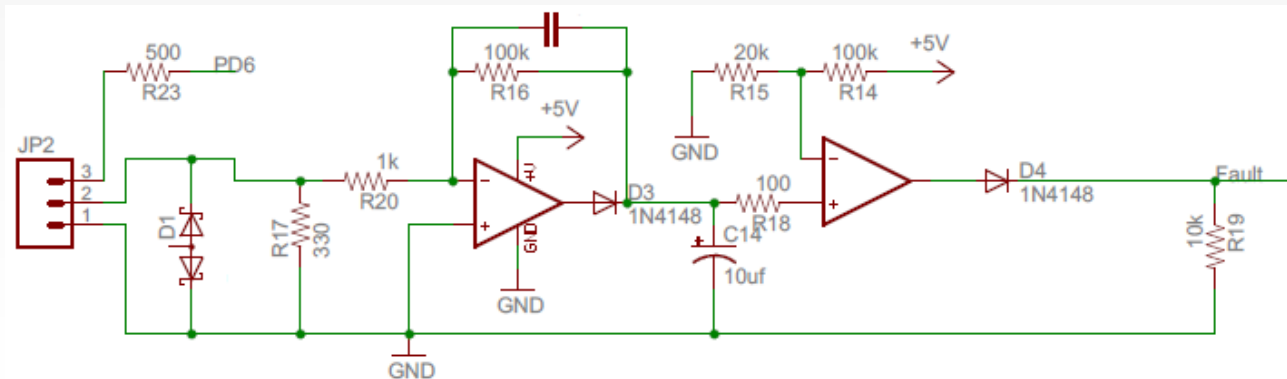 500
PD6
R23
JP2
3
2
1
D1
R17
330
1k
R20
100k
R16
+5V
GND
GND
D3
1N4148
20k
R15
100k
R14
+5V
GND
100
R18
C14
10uf
D4
1N4148
Fault
10k
R19
GND